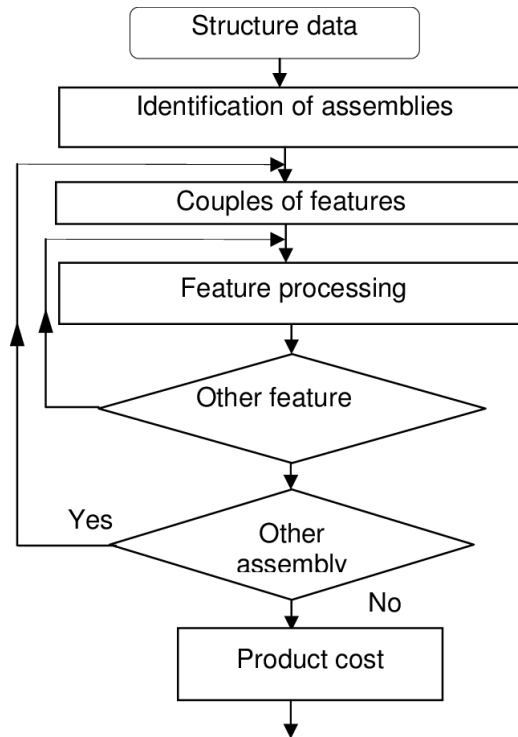 Structure data
Identification of assemblies
Couples of features
Feature processing
Other feature
Yes
Other
assembly
No
Product cost